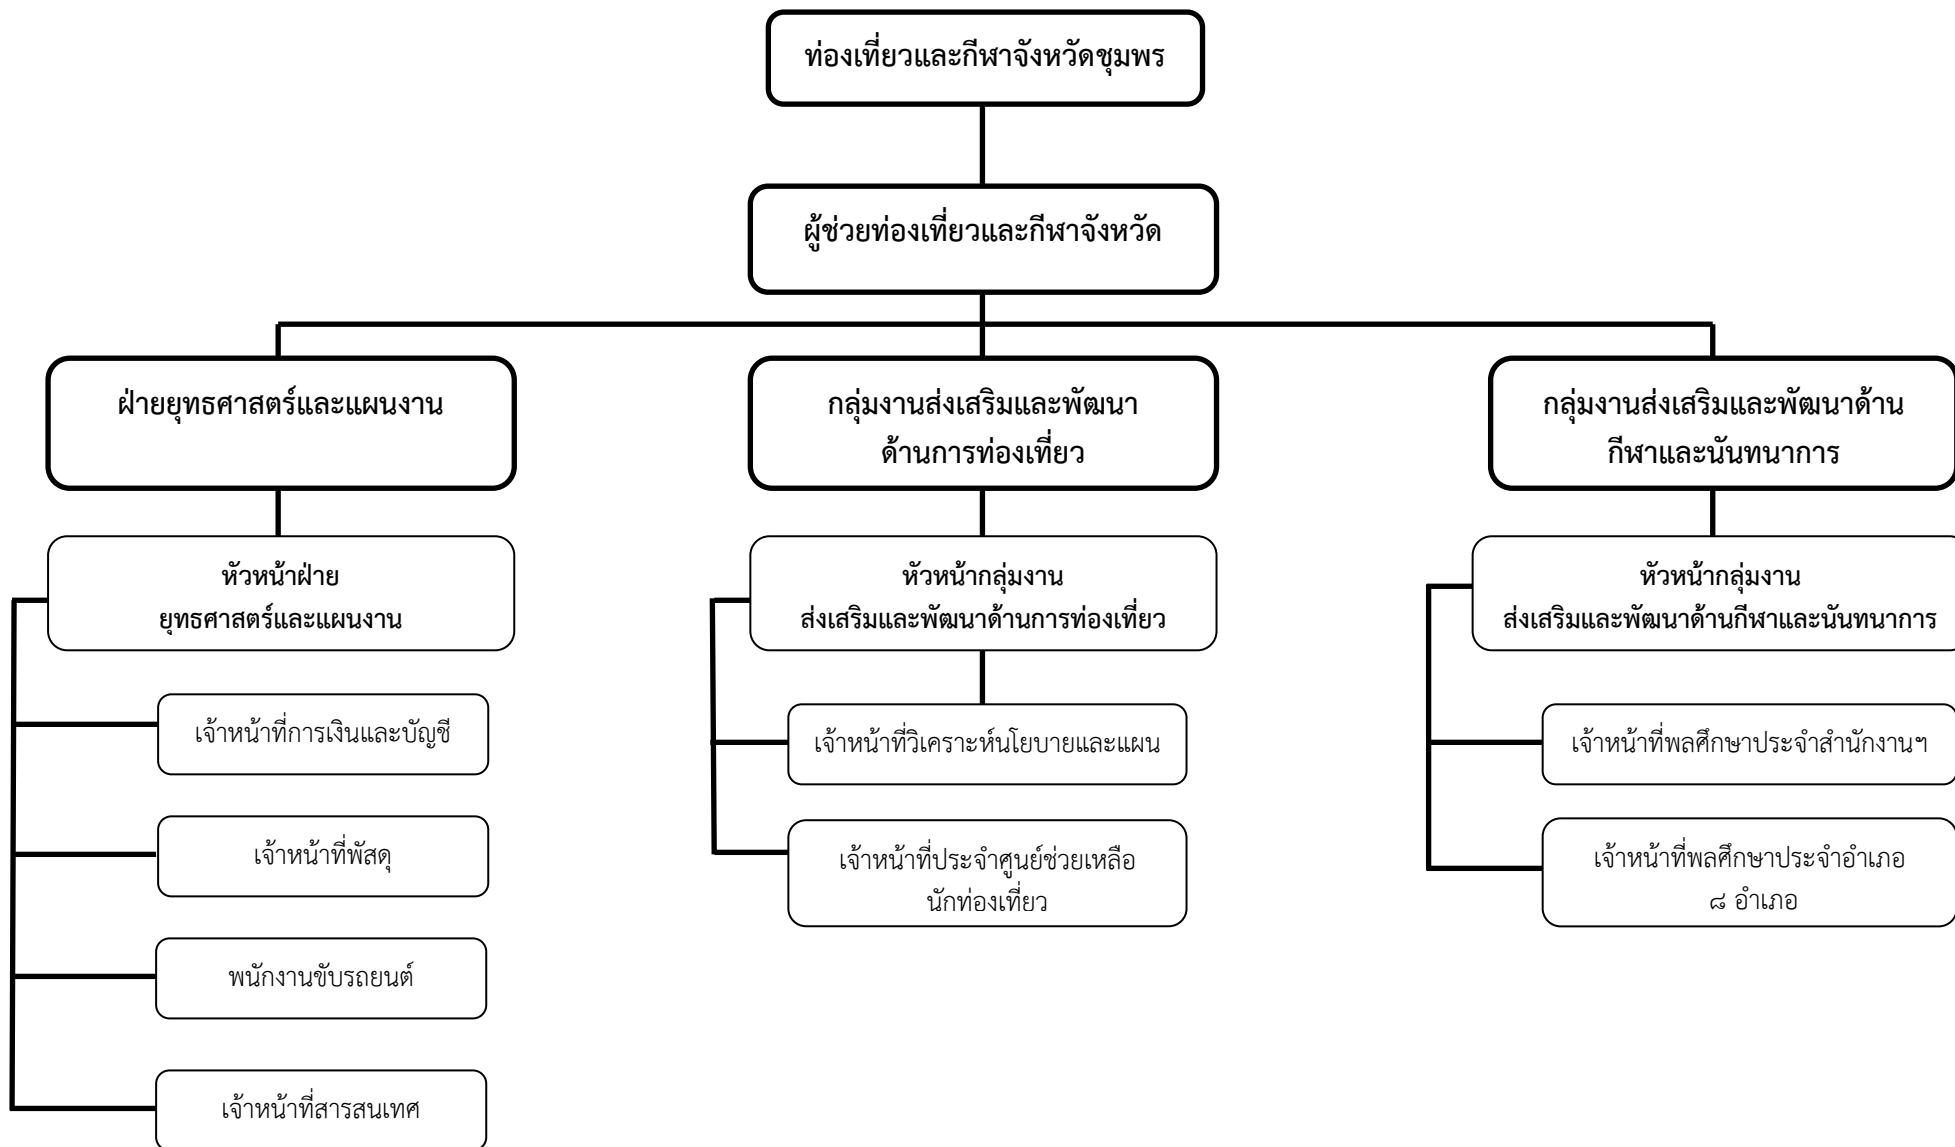 ท่องเที่ยวและกีฬาจังหวัดชุมพร
ผู้ช่วยท่องเที่ยวและกีฬาจังหวัด
ฝ่ายยุทธศาสตร์และแผนงาน
กลุ่มงานส่งเสริมและพัฒนา
ด้านการท่องเที่ยว
กลุ่มงานส่งเสริมและพัฒนาด้าน
กีฬาและนันทนาการ
หัวหน้าฝ่าย
ยุทธศาสตร์และแผนงาน
หัวหน้ากลุ่มงาน
ส่งเสริมและพัฒนาด้านการท่องเที่ยว
หัวหน้ากลุ่มงาน
ส่งเสริมและพัฒนาด้านกีฬาและนันทนาการ
เจ้าหน้าที่การเงินและบัญชี
เจ้าหน้าที่พัสดุ
พนักงานขับรถยนต์
เจ้าหน้าที่สารสนเทศ
เจ้าหน้าที่วิเคราะห์นโยบายและแผน
เจ้าหน้าที่ประจำศูนย์ช่วยเหลือ
นักท่องเที่ยว
เจ้าหน้าที่พลศึกษาประจำสำนักงานฯ
เจ้าหน้าที่พลศึกษาประจำอำเภอ
๘ อำเภอ